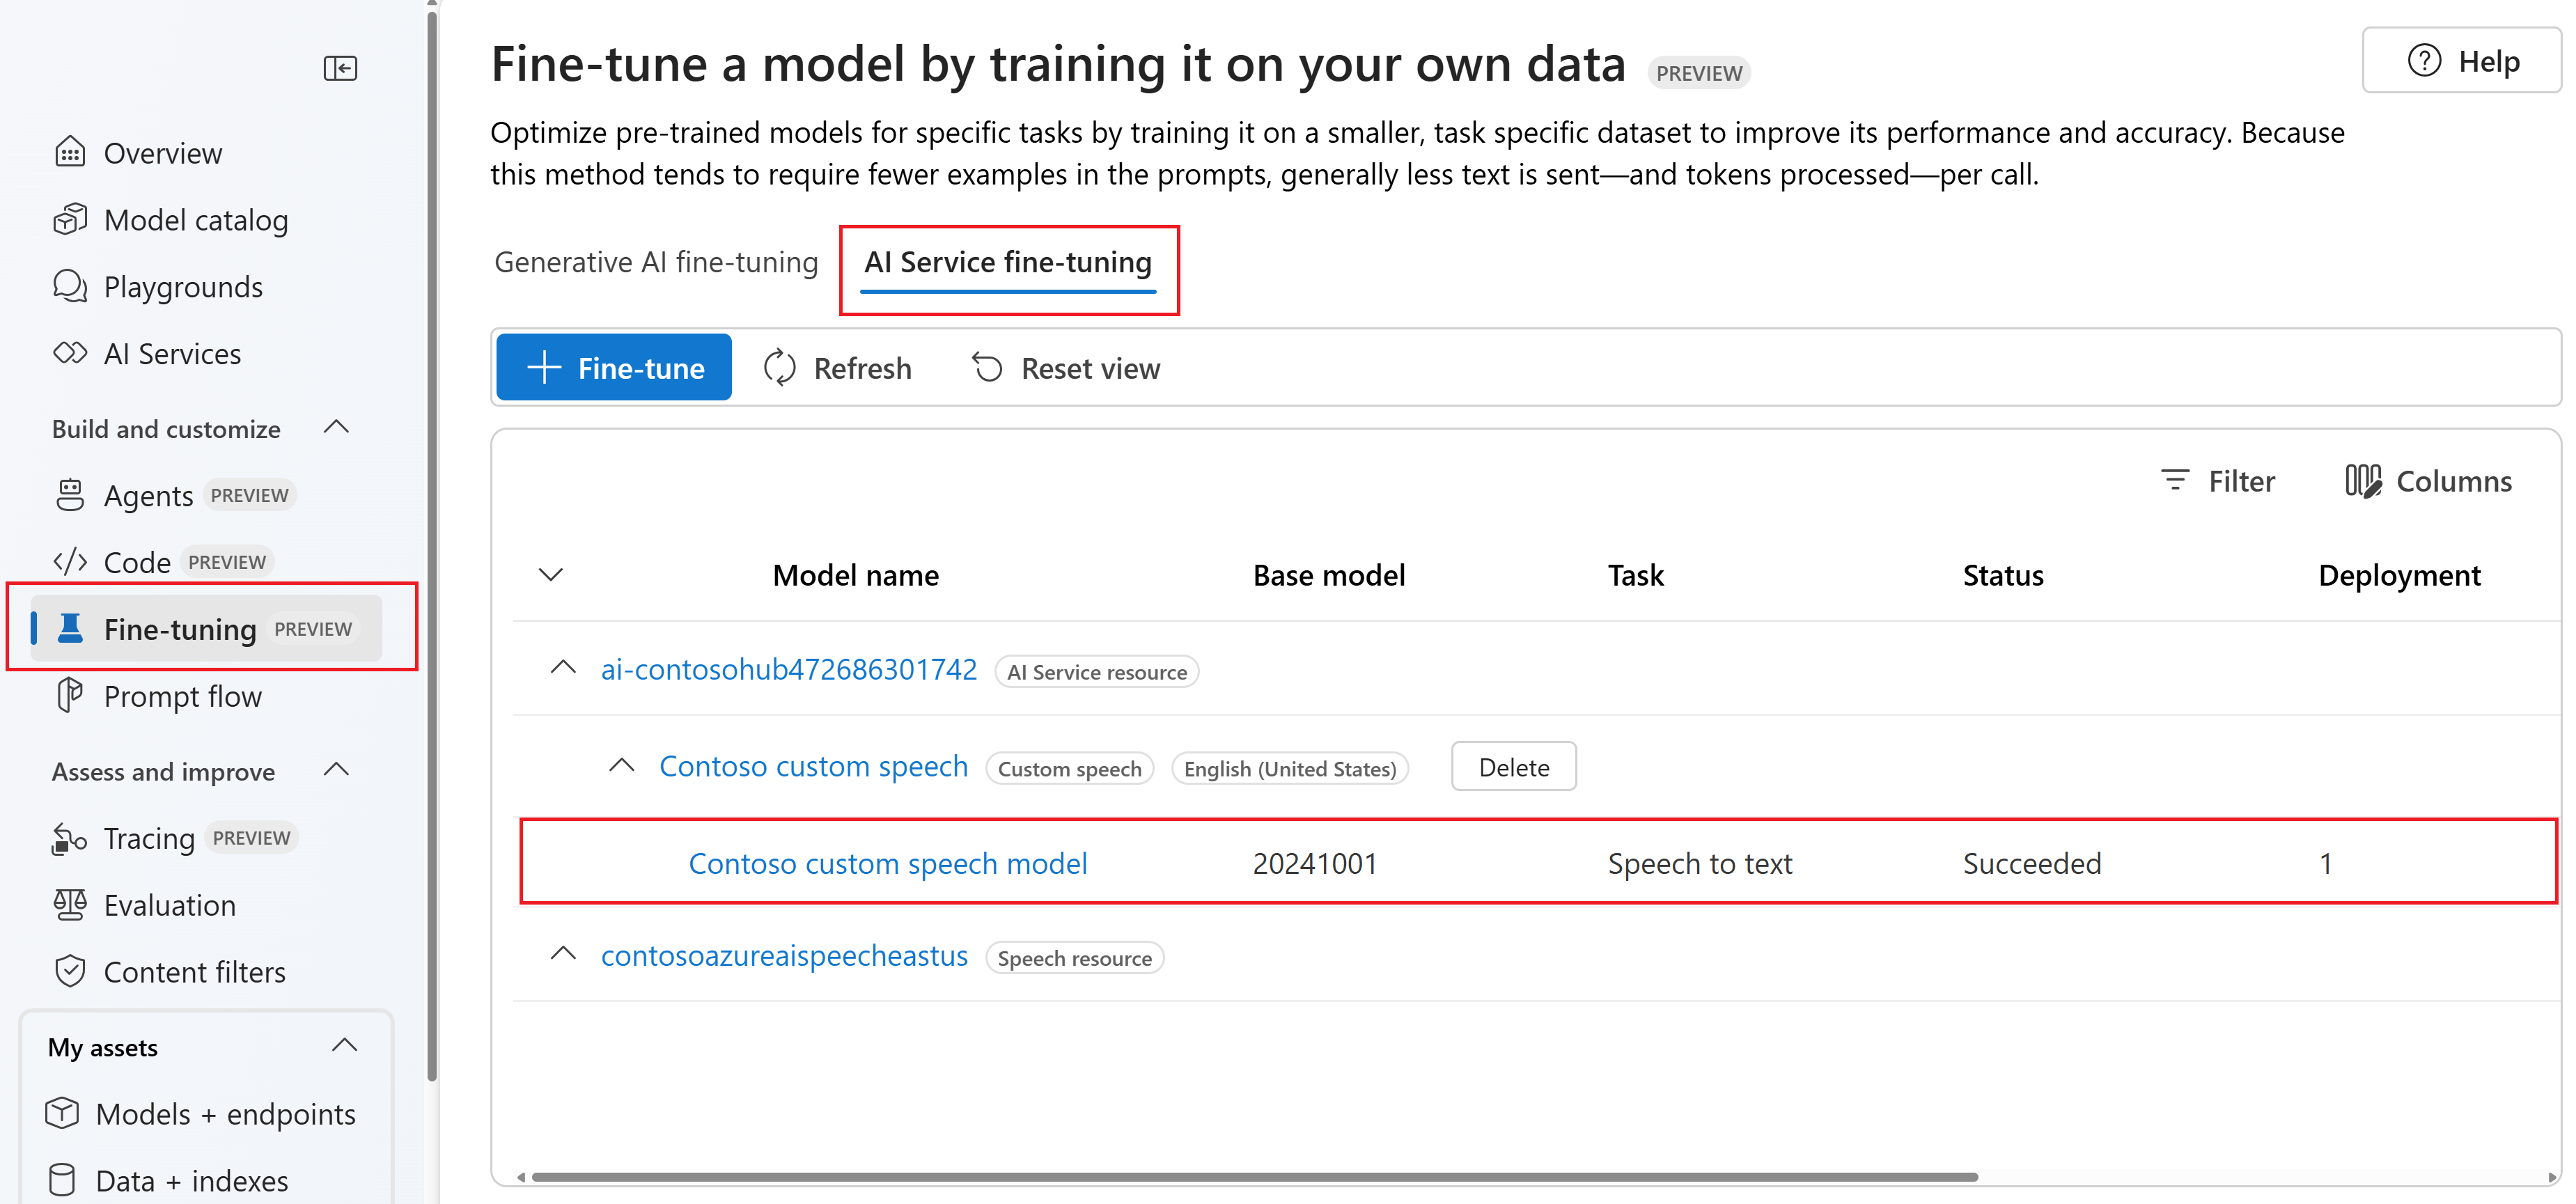 Overview
Model catalog
Playgrounds
AI Services
Build and customize
Agents PREVIEW
Code PREVIEW
Fine-tuning PREVIEW
Prompt flow
Assess and improve
Tracing PREVIEW
Evaluation
Content filters
My assets
Models + endpoints
Data + indexes
Fine-tune a model by training it on your own data PREVIEW
Help
Optimize pre-trained models for specific tasks by training it on a smaller, task specific dataset to improve its performance and accuracy. Because
this method tends to require fewer examples in the prompts, generally less text is sent—and tokens processed—per call.
Generative AI fine-tuning AI Service fine-tuning
Fine-tune Refresh Reset view
Filter Columns
Model name Base model Task Status Deployment
ai-contosohub472686301742 AI Service resource
Contoso custom speech Custom speech English (United States) Delete
Contoso custom speech model 20241001 Speech to text Succeeded 1
contosoazureaispeecheastus Speech resource